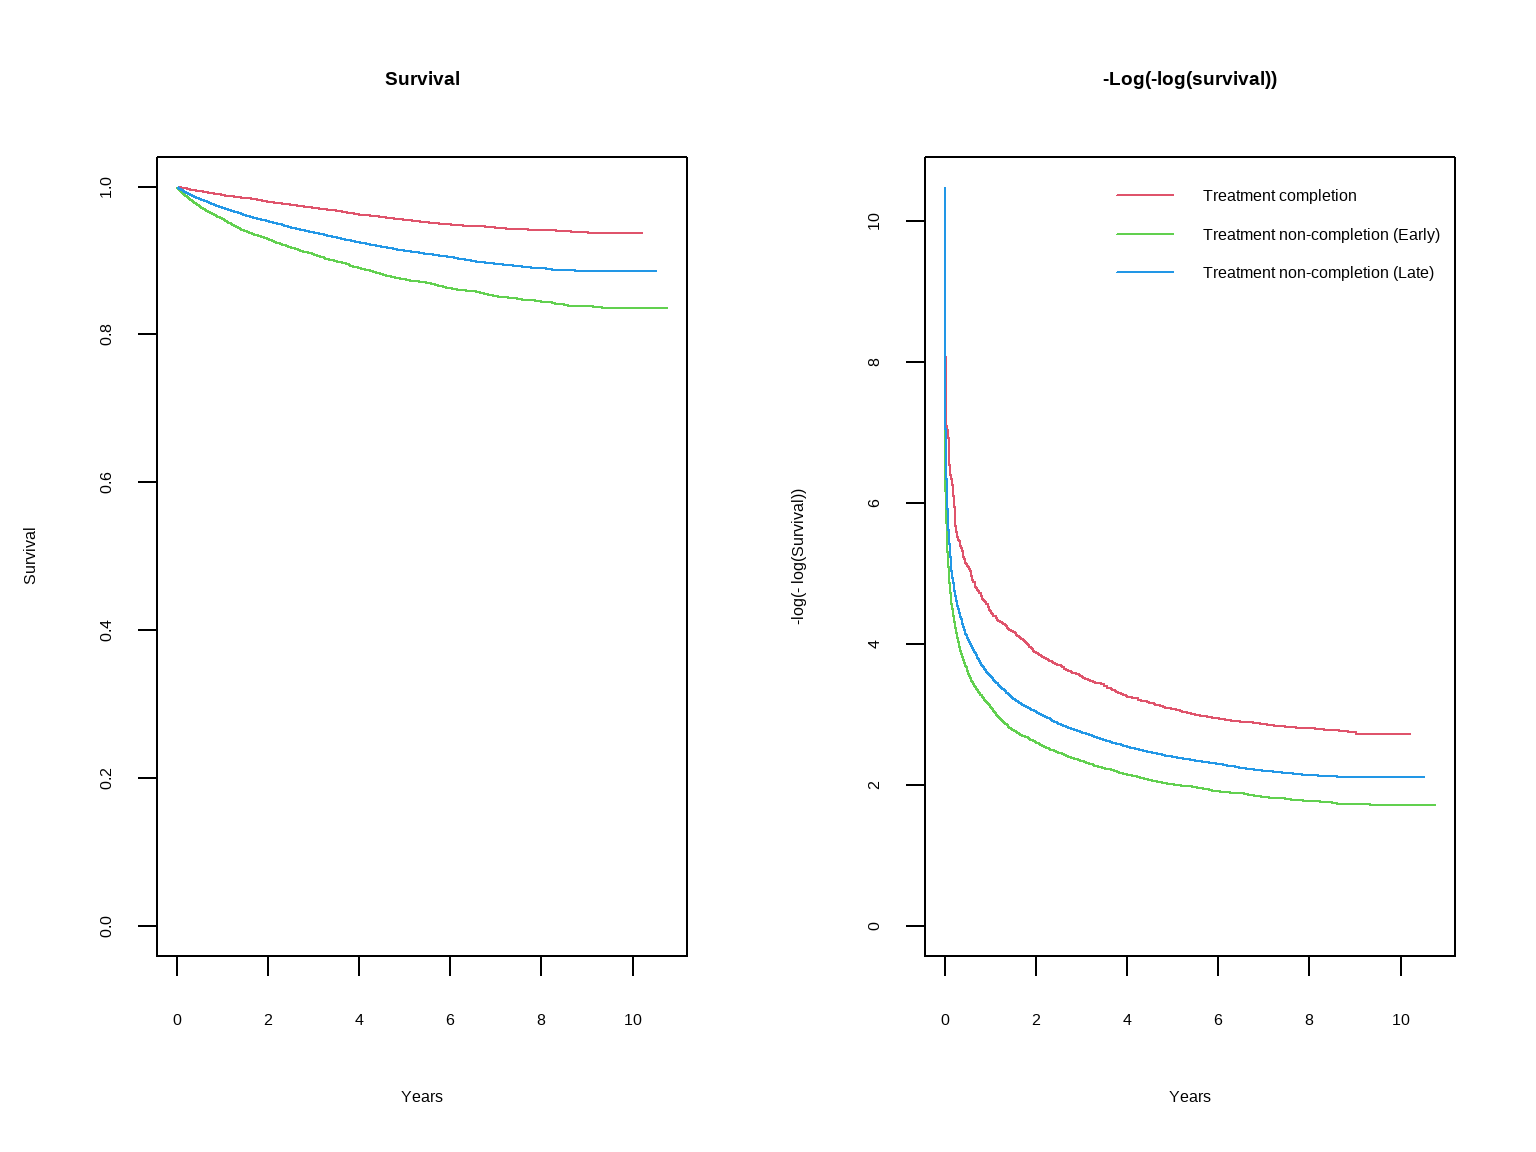 Survival
Survival
1.0
0.8
0.6
0.4
0.2
0.0
0 2 4 6 8 10
Years
-Log(-log(survival))
-log(- log(Survival))
10
8
6
4
2
0
Treatment completion
Treatment non-completion (Early)
Treatment non-completion (Late)
0 2 4 6 8 10
Years